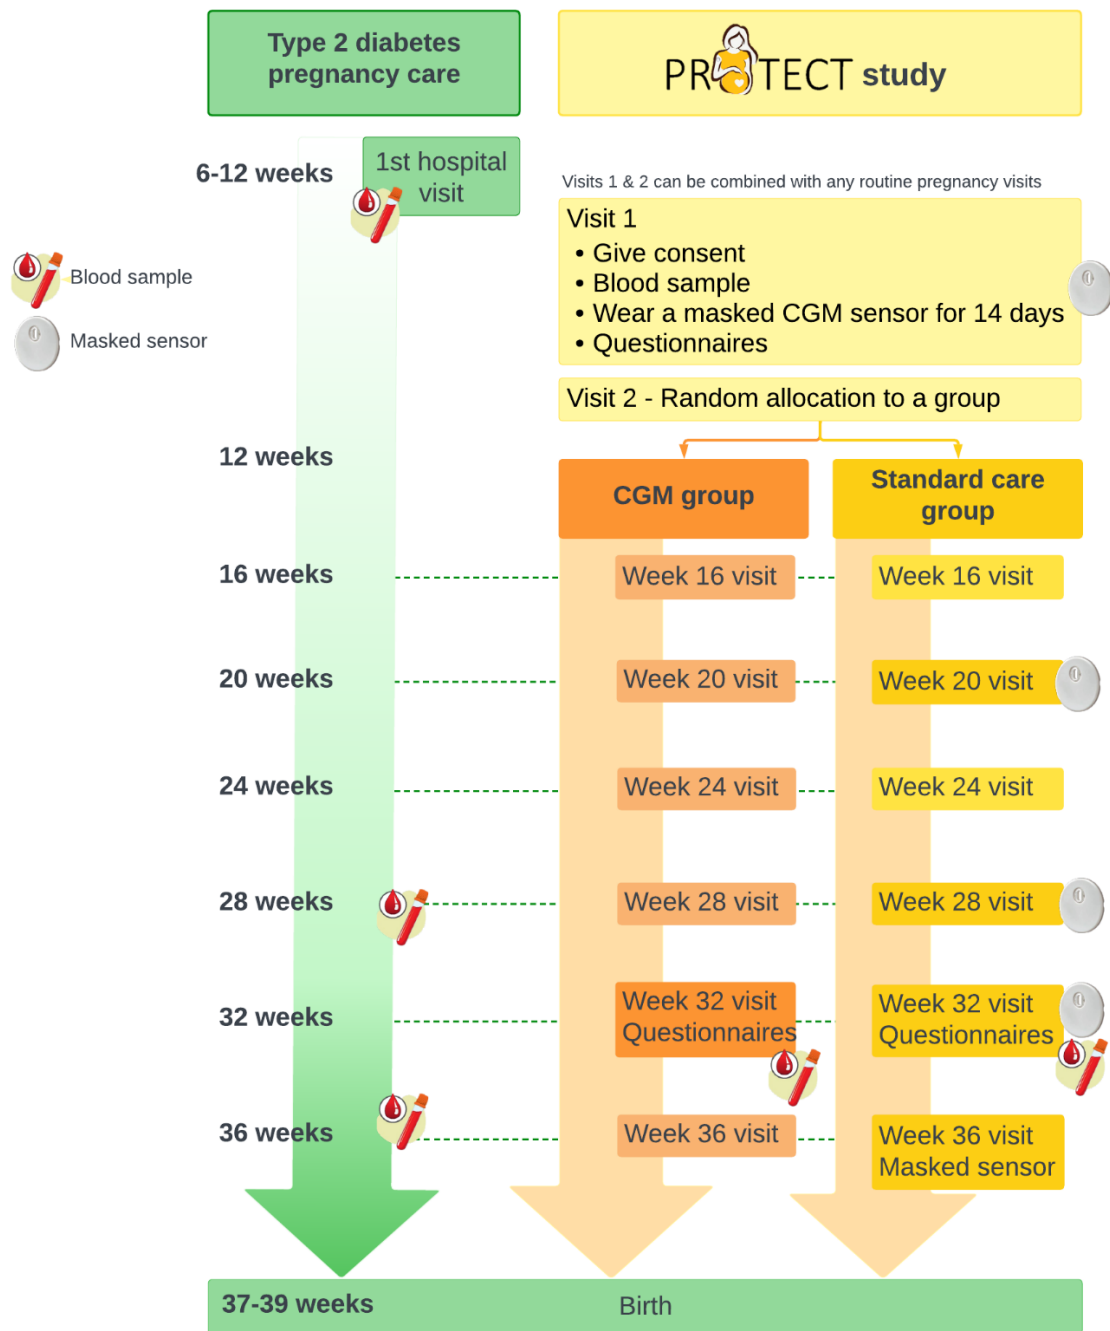 Type 2 diabetes
pregnancy care
PROTECT study
6-12 weeks
1st hospital
visit
Visits 1 & 2 can be combined with any routine pregnancy visits
Visit 1
• Give consent
• Blood sample
• Wear a masked CGM sensor for 14 days
• Questionnaires
Blood sample
Masked sensor
Visit 2 - Random allocation to a group
12 weeks
CGM group
Standard care
group
16 weeks
Week 16 visit
Week 16 visit
20 weeks
Week 20 visit
Week 20 visit
24 weeks
Week 24 visit
Week 24 visit
28 weeks
Week 28 visit
Week 28 visit
32 weeks
Week 32 visit
Questionnaires
Week 32 visit
Questionnaires
36 weeks
Week 36 visit
Week 36 visit
Masked sensor
37-39 weeks
Birth